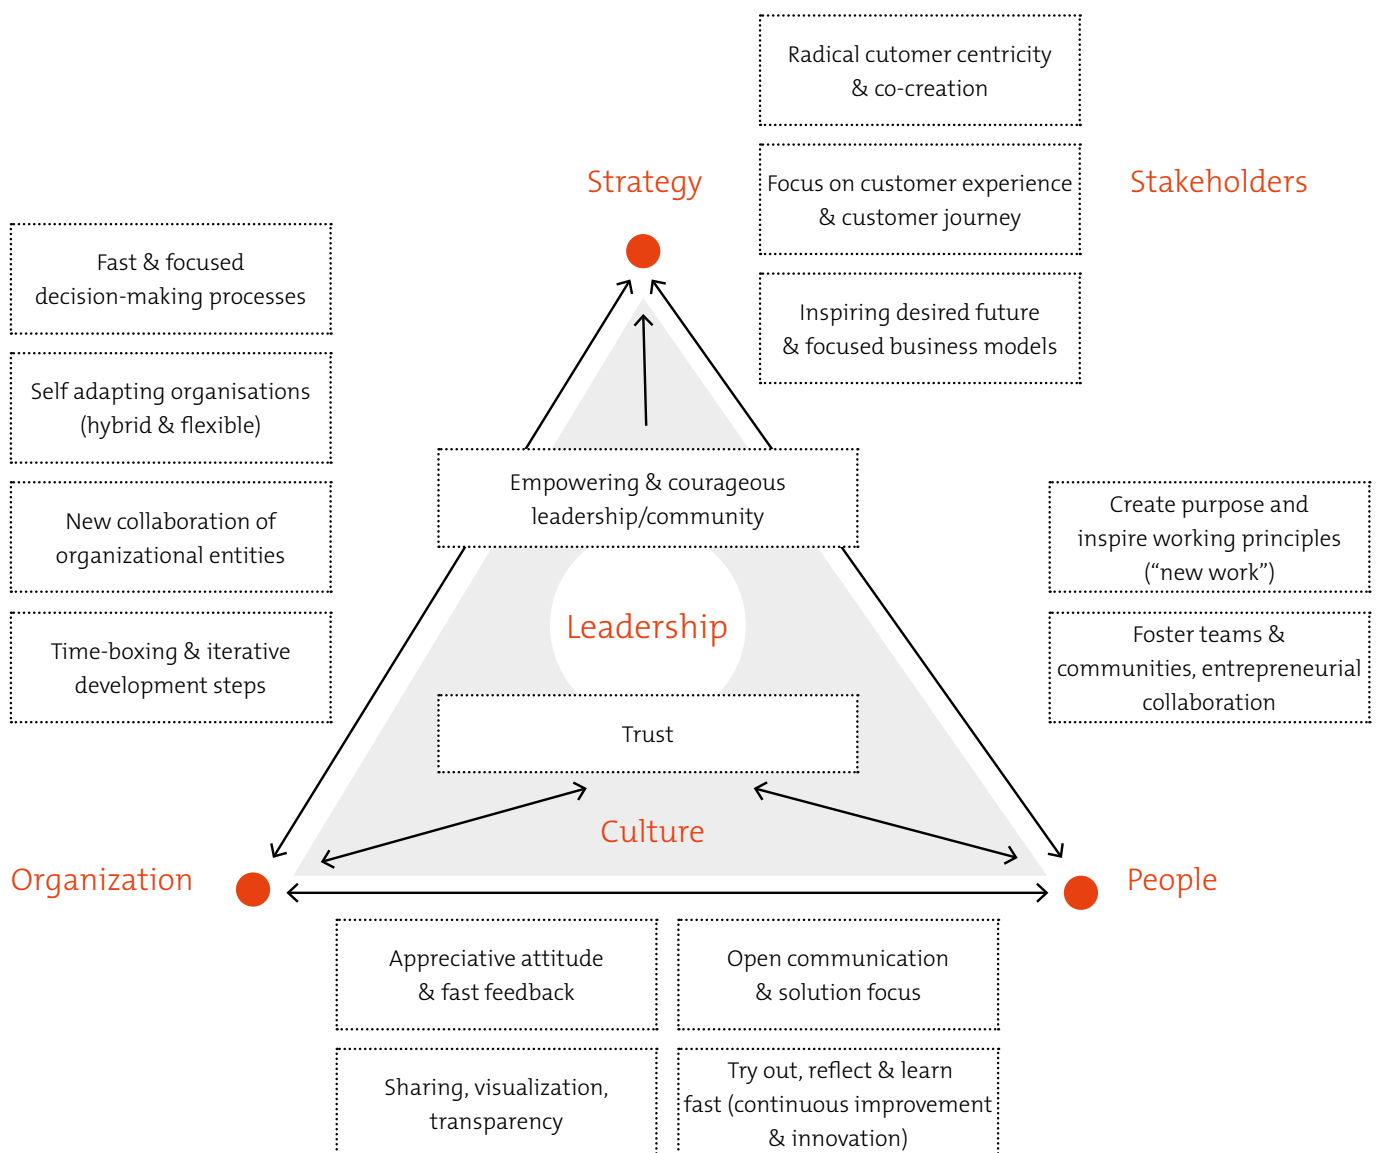 Radical cutomer centricity
& co-creation
Strategy
Focus on customer experience
& customer journey
Stakeholders
Fast & focused
decision-making processes
Inspiring desired future
& focused business models
Self adapting organisations
(hybrid & flexible)
Empowering & courageous
leadership/community
New collaboration of
organizational entities
Create purpose and
inspire working principles
(“new work”)
Leadership
Time-boxing & iterative
development steps
Foster teams &
communities, entrepreneurial
collaboration
Trust
Culture
Organization
People
Appreciative attitude
& fast feedback
Open communication
& solution focus
Sharing, visualization,
transparency
Try out, reflect & learn
fast (continuous improvement
& innovation)